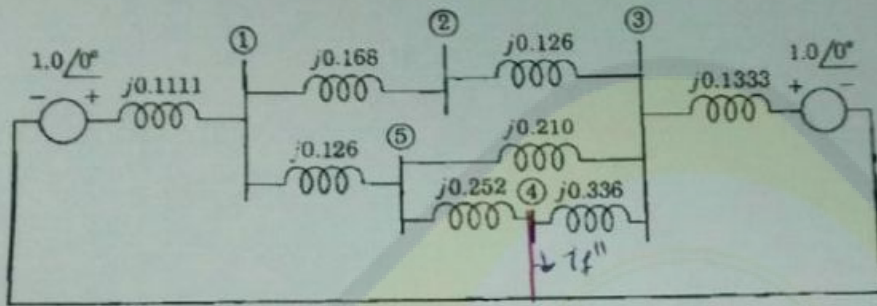 ① ② ③
1.0/0° j0.1111 j0.168 j0.126 j0.1333 1.0/0°
− + + −
⑤
j0.126 j0.210
j0.252 ④ j0.336